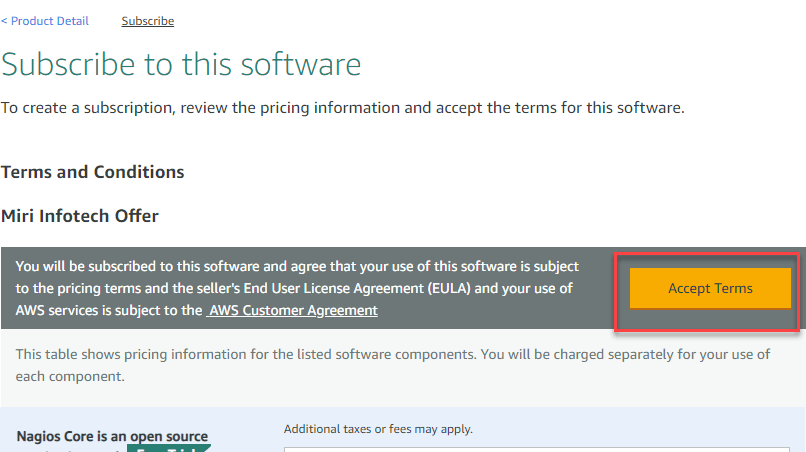 < Product Detail Subscribe
Subscribe to this software
To create a subscription, review the pricing information and accept the terms for this software.
Terms and Conditions
Miri Infotech Offer
You will be subscribed to this software and agree that your use of this software is subject
to the pricing terms and the seller's End User License Agreement (EULA) and your use of
AWS services is subject to the AWS Customer Agreement
Accept Terms
This table shows pricing information for the listed software components. You will be charged separately for your use of
each component.
Nagios Core is an open source
Additional taxes or fees may apply.